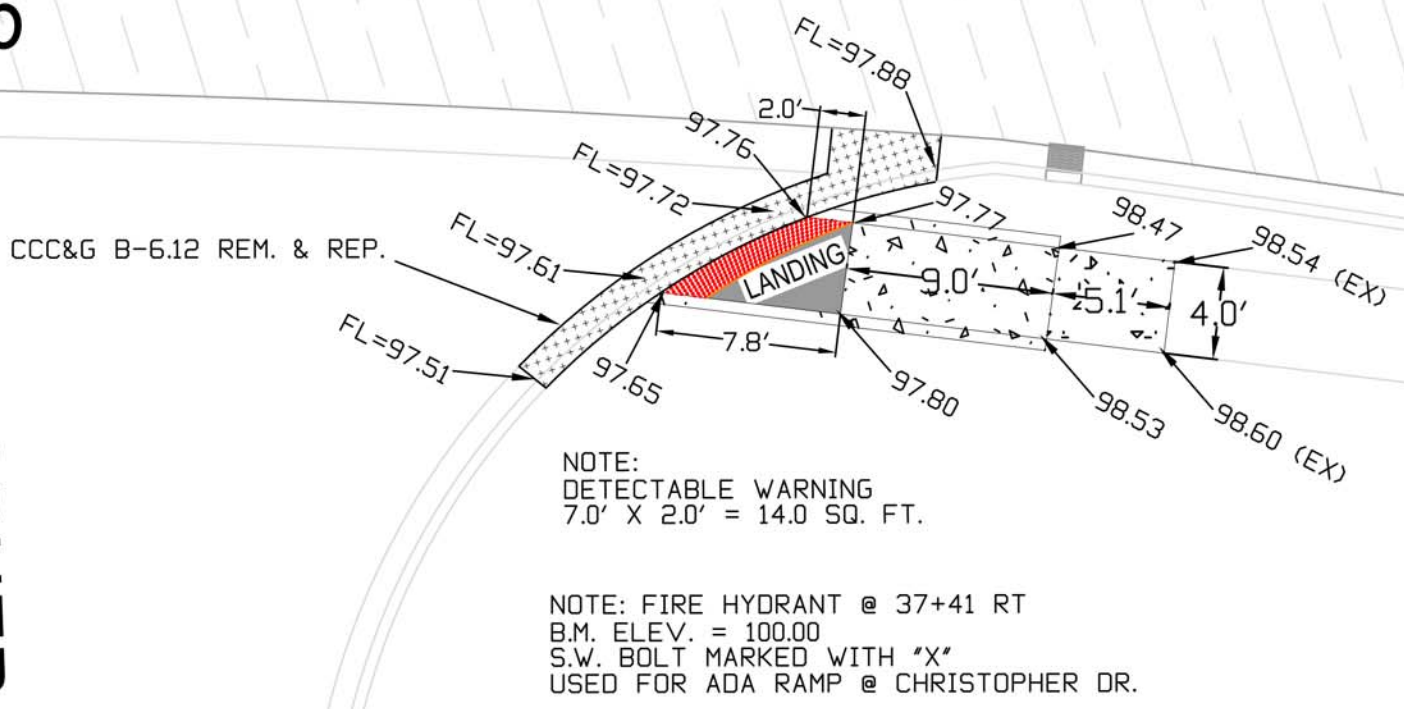 FL=97.88
2.0'
97.76
FL=97.72
97.77
98.47
98.54 (EX)
FL=97.61
CCC&G B-6.12 REM. & REP.
LANDING
9.0'
5.1'
4.0'
FL=97.51
7.8'
97.65
97.80
98.53
98.60 (EX)
NOTE:
DETECTABLE WARNING
7.0' X 2.0' = 14.0 SQ. FT.
NOTE: FIRE HYDRANT @ 37+41 RT
B.M. ELEV. = 100.00
S.W. BOLT MARKED WITH "X"
USED FOR ADA RAMP @ CHRISTOPHER DR.